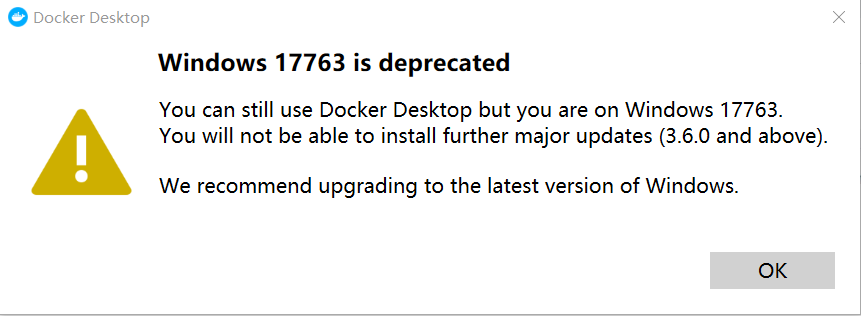 Docker Desktop
Windows 17763 is deprecated
You can still use Docker Desktop but you are on Windows 17763.
You will not be able to install further major updates (3.6.0 and above).
We recommend upgrading to the latest version of Windows.
OK